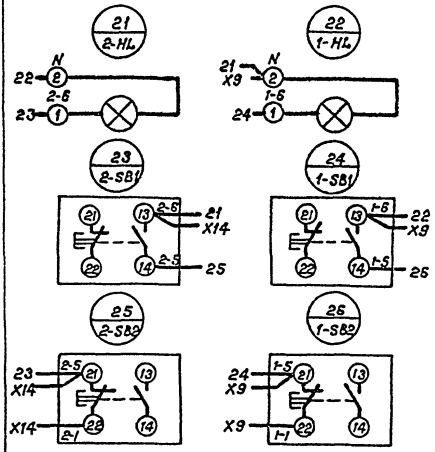 21 22
2-HL 1-HL
N N
22 2 21 X9 2
2-6 1-6
23 1 24 1
23 24
2-SB1 1-SB1
21 13 2-6 21 X14 21 13 1-6 22 X9
22 14 2-5 25 22 14 1-5 26
25 26
2-SB2 1-SB2
23 X14 2-5 21 13 24 X9 1-5 21 13
X14 2-1 22 14 X9 1-1 22 14